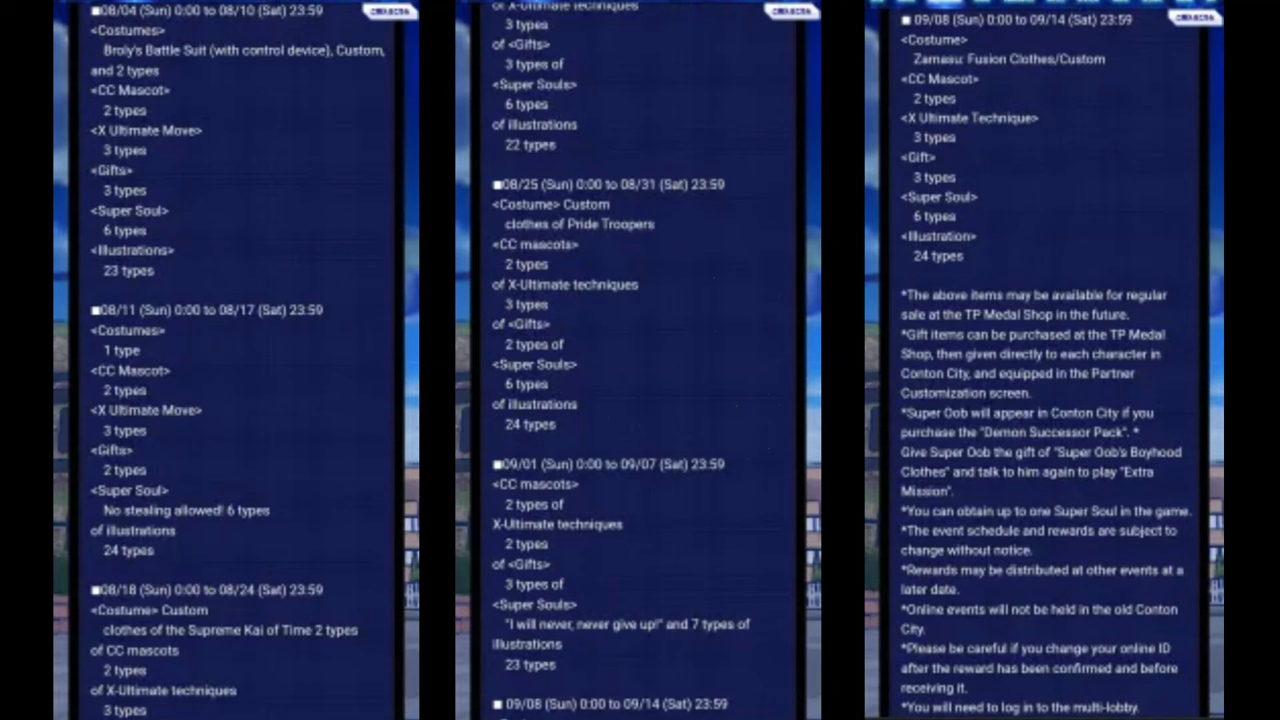 ■08/04 (Sun) 0:00 to 08/10 (Sat) 23:59
<Costumes>
Broly's Battle Suit (with control device), Custom,
and 2 types
<CC Mascot>
2 types
<X Ultimate Move>
3 types
<Gifts>
3 types
<Super Soul>
6 types
<Illustrations>
23 types
■08/11 (Sun) 0:00 to 08/17 (Sat) 23:59
<Costumes>
1 type
<CC Mascot>
2 types
<X Ultimate Move>
3 types
<Gifts>
2 types
<Super Soul>
No stealing allowed! 6 types
of illustrations
24 types
■08/18 (Sun) 0:00 to 08/24 (Sat) 23:59
<Costume> Custom
clothes of the Supreme Kai of Time 2 types
of CC mascots
2 types
of X-Ultimate techniques
3 types
of X-Ultimate techniques
3 types
of <Gifts>
3 types of
<Super Souls>
6 types
of illustrations
22 types
■08/25 (Sun) 0:00 to 08/31 (Sat) 23:59
<Costume> Custom
clothes of Pride Troopers
<CC mascots>
2 types
of X-Ultimate techniques
3 types
of <Gifts>
2 types of
<Super Souls>
6 types
of illustrations
24 types
■09/01 (Sun) 0:00 to 09/07 (Sat) 23:59
<CC mascots>
2 types of
X-Ultimate techniques
2 types
of <Gifts>
3 types of
<Super Souls>
"I will never, never give up!" and 7 types of
illustrations
23 types
■ 09/08 (Sun) 0:00 to 09/14 (Sat) 23:59
■ 09/08 (Sun) 0:00 to 09/14 (Sat) 23:59
<Costume>
Zamasu: Fusion Clothes/Custom
<CC Mascot>
2 types
<X Ultimate Technique>
3 types
<Gift>
3 types
<Super Soul>
6 types
<Illustration>
24 types
*The above items may be available for regular
sale at the TP Medal Shop in the future.
*Gift items can be purchased at the TP Medal
Shop, then given directly to each character in
Conton City, and equipped in the Partner
Customization screen.
*Super Oob will appear in Conton City if you
purchase the "Demon Successor Pack". *
Give Super Oob the gift of "Super Oob's Boyhood
Clothes" and talk to him again to play "Extra
Mission".
*You can obtain up to one Super Soul in the game.
*The event schedule and rewards are subject to
change without notice.
*Rewards may be distributed at other events at a
later date.
*Online events will not be held in the old Conton
City.
*Please be careful if you change your online ID
after the reward has been confirmed and before
receiving it.
*You will need to log in to the multi-lobby.